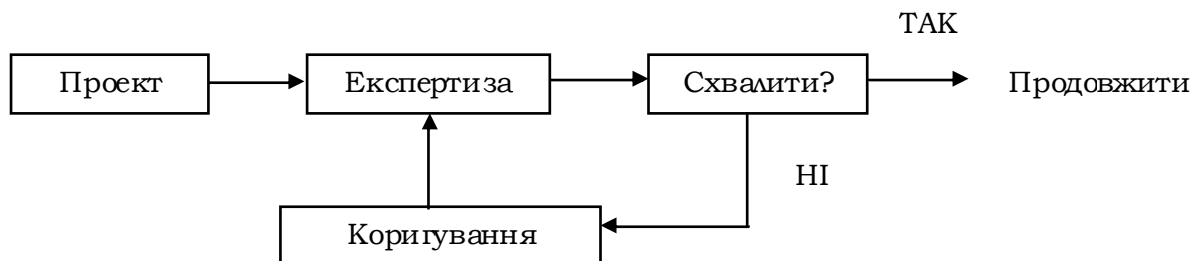 ТАК
Проект
Експертиза
Схвалити?
Продовжити
НІ
Коригування